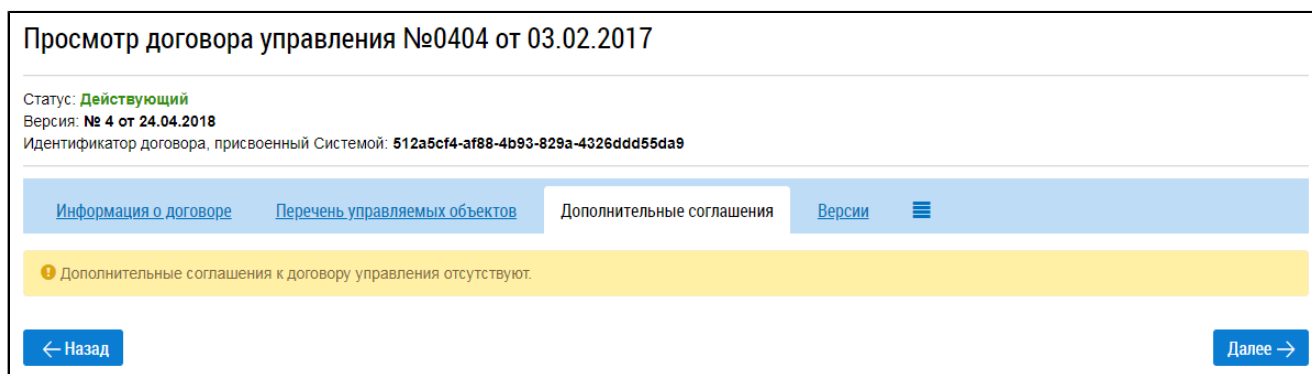 Просмотр договора управления №0404 от 03.02.2017
Статус: Действующий
Версия: № 4 от 24.04.2018
Идентификатор договора, присвоенный Системой: 512a5cf4-af88-4b93-829a-4326ddd55da9
Информация о договоре Перечень управляемых объектов Дополнительные соглашения Версии
Дополнительные соглашения к договору управления отсутствуют.
← Назад Далее →